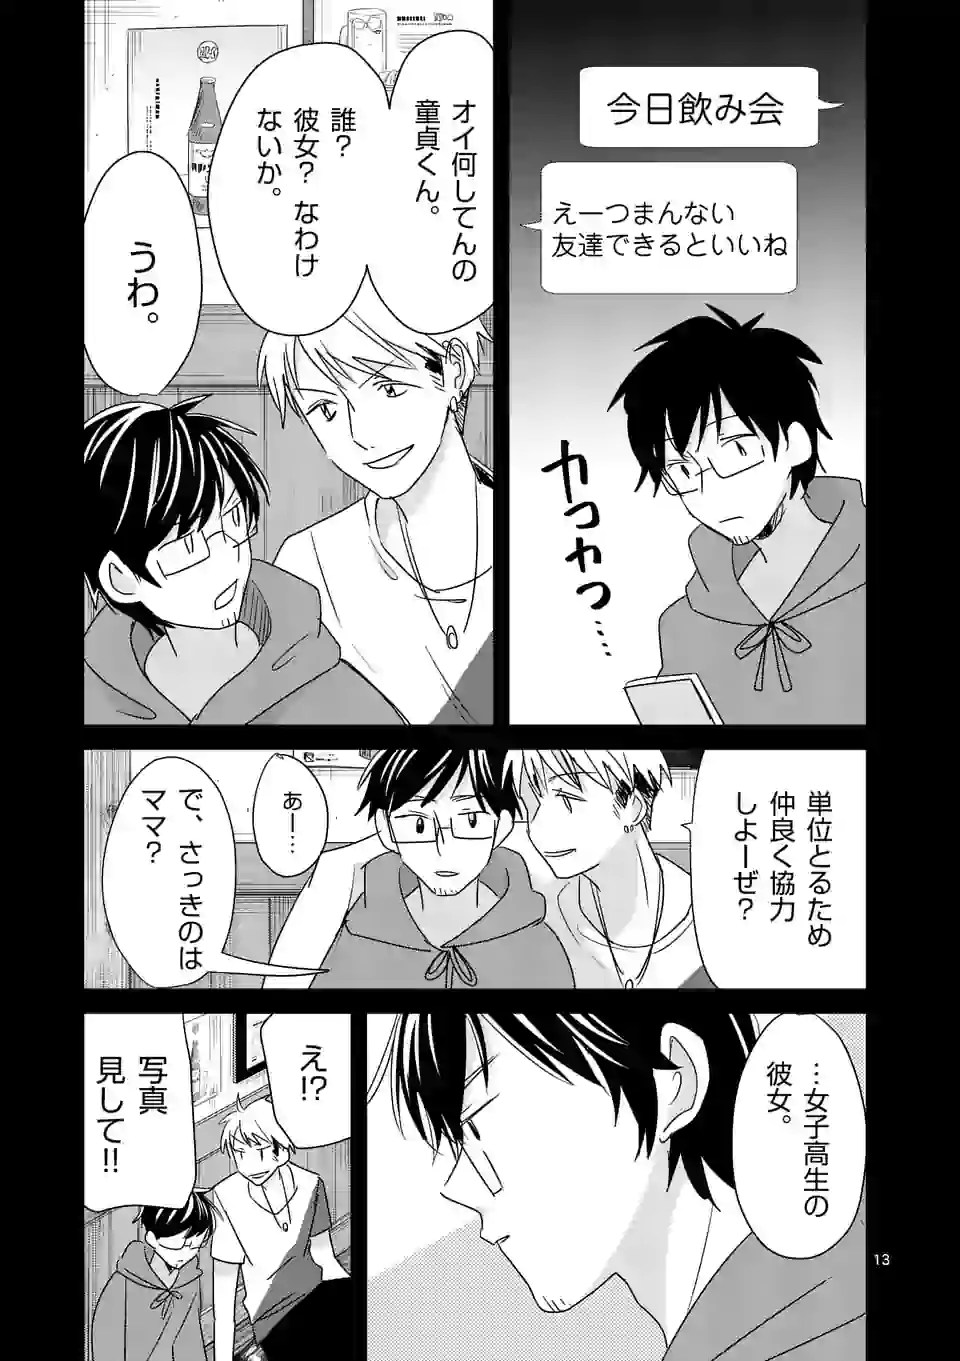 今日飲み会
えーつまんない
友達できるといいね
カっカっ…
オイ何してんの
童貞くん。
誰？
彼女？なわけ
ないか。
うわ。
単位とるため
仲良く協力
しよーぜ？
あー…
で、さっきのは
ママ？
…女子高生の
彼女。
え!?
写真
見して!!
13